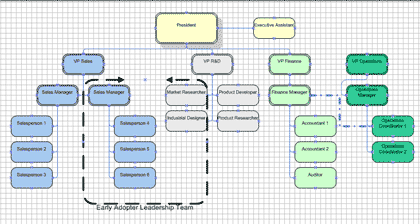 President
Executive Assistant
VP Sales
VP R&D
VP Finance
VP Operations
Sales Manager
Sales Manager
Market Researcher
Product Developer
Finance Manager
Operations
Manager
Salesperson 1
Salesperson 4
Industrial Designer
Product Researcher
Accountant 1
Operations
Coordinator 1
Salesperson 2
Salesperson 5
Accountant 2
Operations
Coordinator 2
Salesperson 3
Salesperson 6
Auditor
Early Adopter Leadership Team